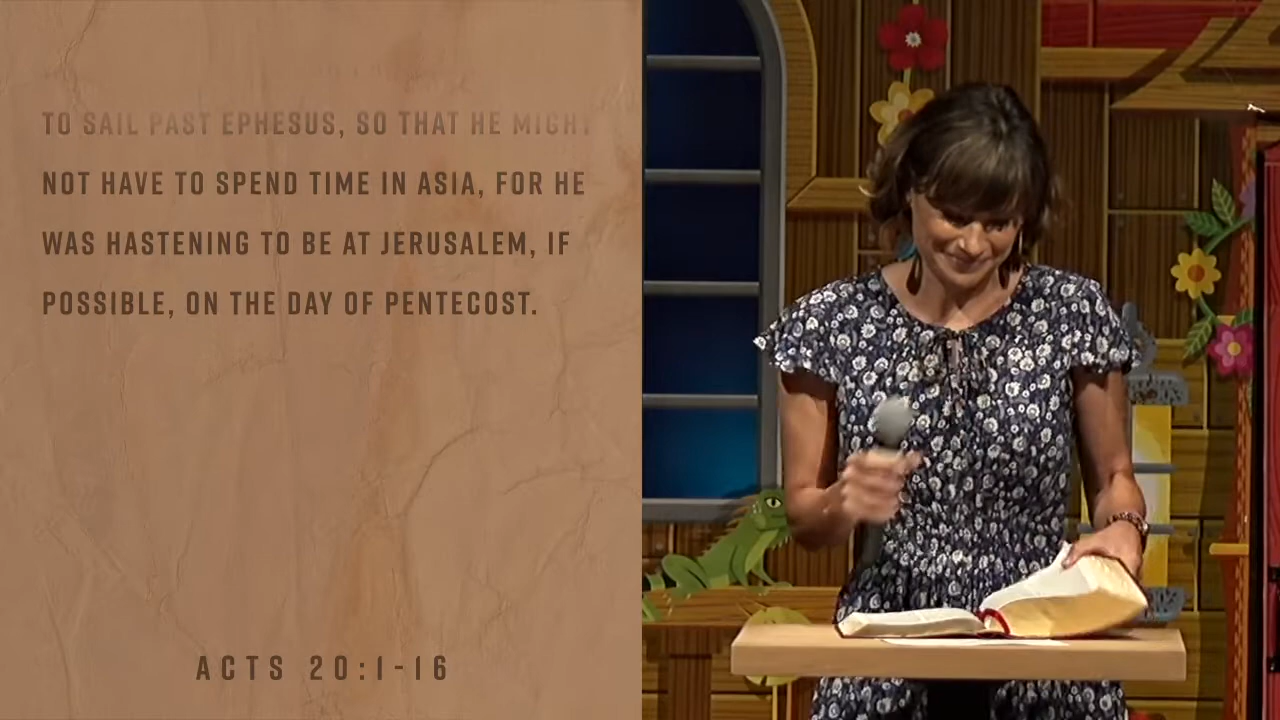 TO SAIL PAST EPHESUS, SO THAT HE MIGHT
NOT HAVE TO SPEND TIME IN ASIA, FOR HE
WAS HASTENING TO BE AT JERUSALEM, IF
POSSIBLE, ON THE DAY OF PENTECOST.
ACTS 20:1-16